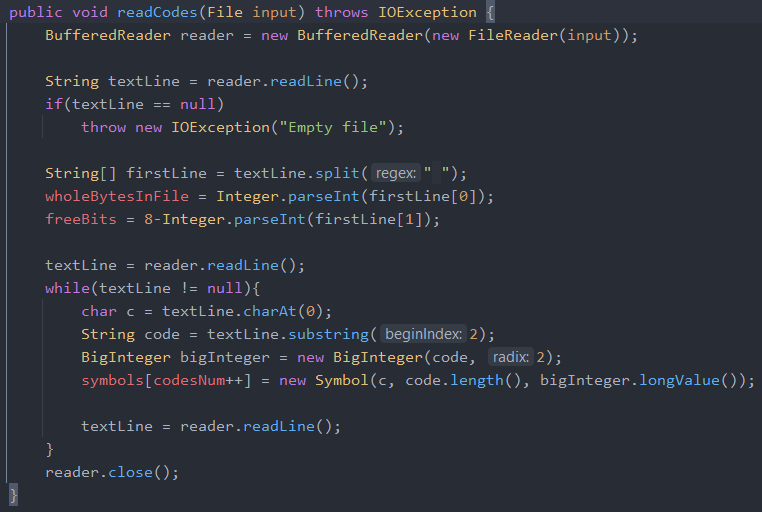 public void readCodes(File input) throws IOException {
BufferedReader reader = new BufferedReader(new FileReader(input));
String textLine = reader.readLine();
if(textLine == null)
throw new IOException("Empty file");
String[] firstLine = textLine.split( regex: " ");
wholeBytesInFile = Integer.parseInt(firstLine[0]);
freeBits = 8-Integer.parseInt(firstLine[1]);
textLine = reader.readLine();
while(textLine != null){
char c = textLine.charAt(0);
String code = textLine.substring( beginIndex: 2);
BigInteger bigInteger = new BigInteger(code, radix: 2);
symbols[codesNum++] = new Symbol(c, code.length(), bigInteger.longValue());
textLine = reader.readLine();
}
reader.close();
}